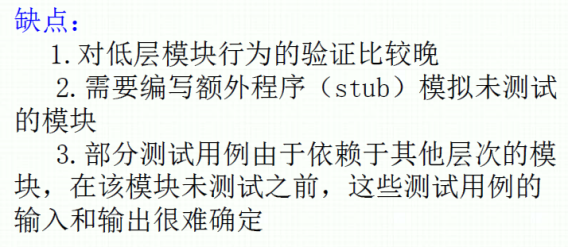 缺点：
1.对低层模块行为的验证比较晚
2.需要编写额外程序（stub）模拟未测试
的模块
3.部分测试用例由于依赖于其他层次的模
块，在该模块未测试之前，这些测试用例的
输入和输出很难确定